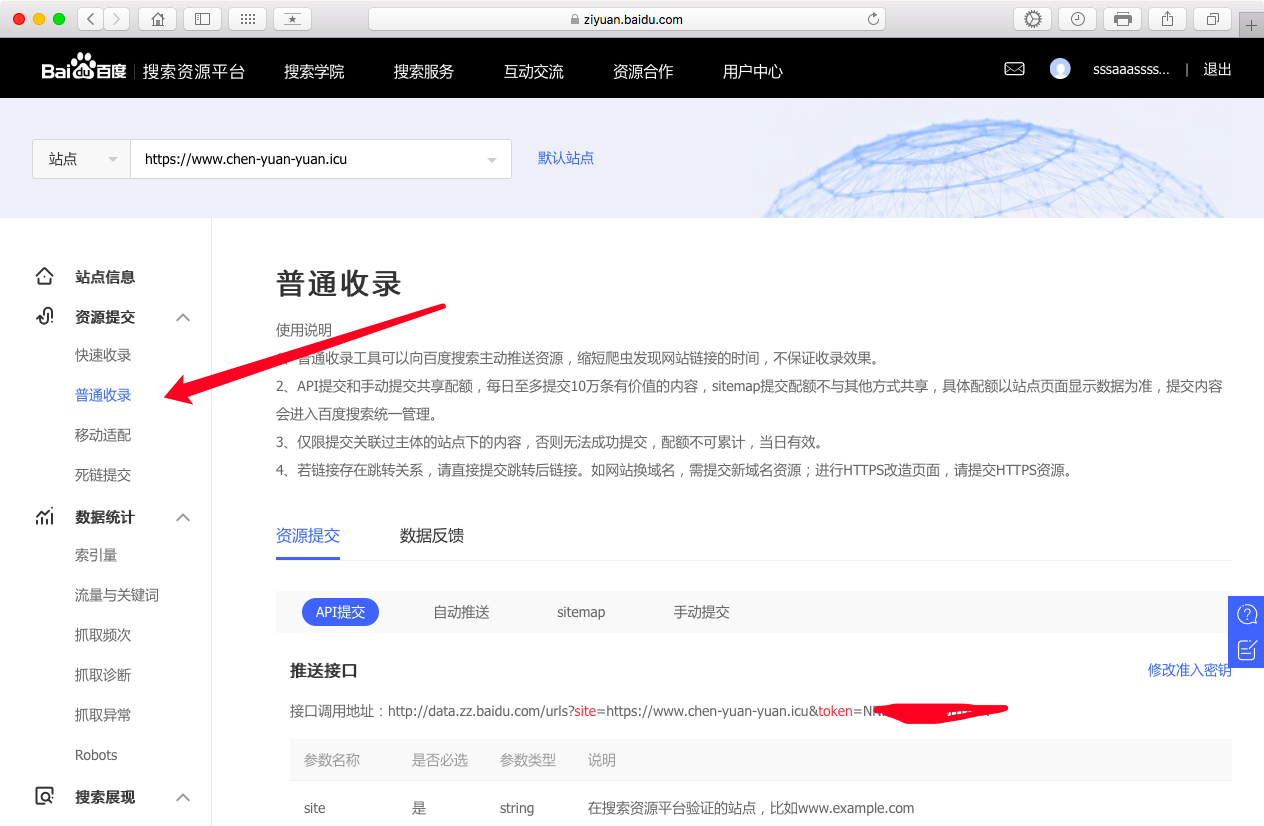 ziyuan.baidu.com
Bai du 百度 搜索资源平台 搜索学院 搜索服务 互动交流 资源合作 用户中心 sssaaassss... | 退出
站点 https://www.chen-yuan-yuan.icu 默认站点
站点信息
资源提交
快速收录
普通收录
移动适配
死链提交
数据统计
索引量
流量与关键词
抓取频次
抓取诊断
抓取异常
Robots
搜索展现
普通收录
使用说明
普通收录工具可以向百度搜索主动推送资源，缩短爬虫发现网站链接的时间，不保证收录效果。
2、API提交和手动提交共享配额，每日至多提交10万条有价值的内容，sitemap提交配额不与其他方式共享，具体配额以站点页面显示数据为准，提交内容
会进入百度搜索统一管理。
3、仅限提交关联过主体的站点下的内容，否则无法成功提交，配额不可累计，当日有效。
4、若链接存在跳转关系，请直接提交跳转后链接。如网站换域名，需提交新域名资源；进行HTTPS改造页面，请提交HTTPS资源。
资源提交 数据反馈
API提交 自动推送 sitemap 手动提交
推送接口 修改准入密钥
接口调用地址：http://data.zz.baidu.com/urls?site=https://www.chen-yuan-yuan.icu&token=N
参数名称 是否必选 参数类型 说明
site 是 string 在搜索资源平台验证的站点，比如www.example.com